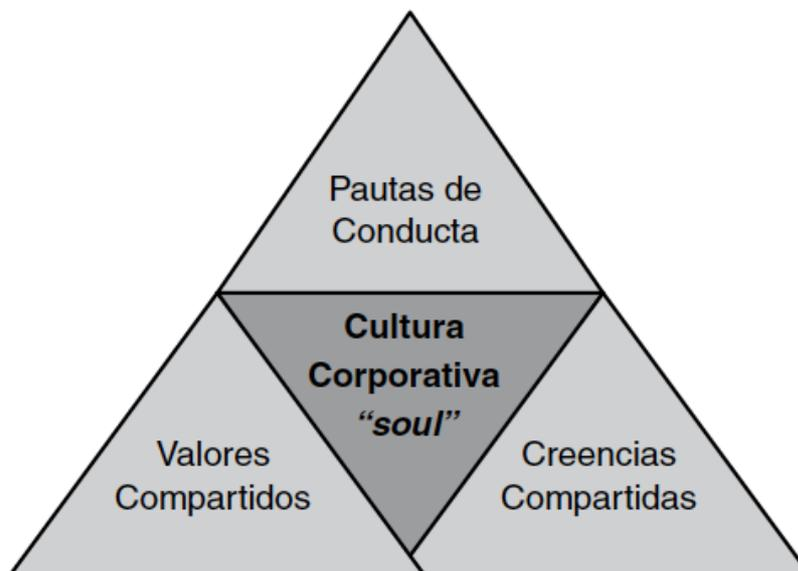 Pautas de
Conducta
Cultura
Corporativa
“soul”
Valores
Compartidos
Creencias
Compartidas